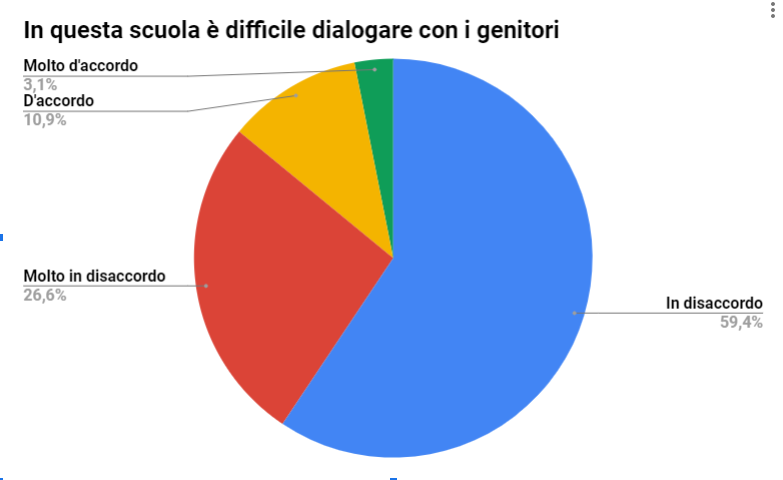 In questa scuola è difficile dialogare con i genitori
Molto d'accordo
3,1%
D'accordo
10,9%
Molto in disaccordo
26,6%
In disaccordo
59,4%